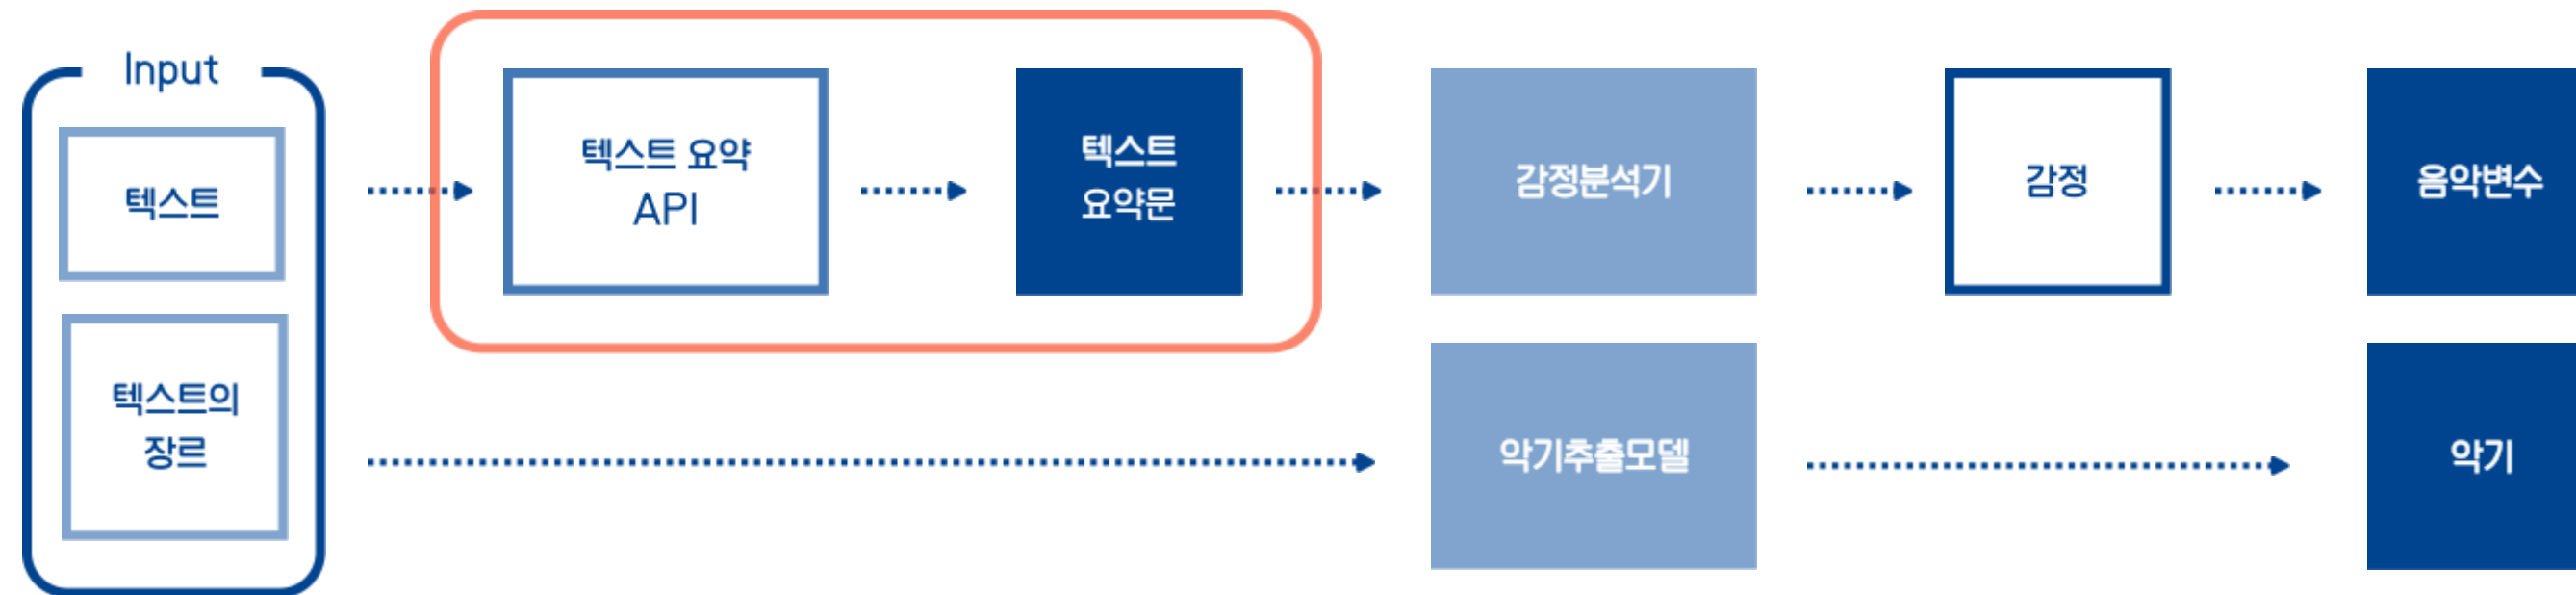 Input
텍스트
텍스트 요약
API
텍스트
요약문
감정분석기
감정
음악변수
텍스트의
장르
악기추출모델
악기